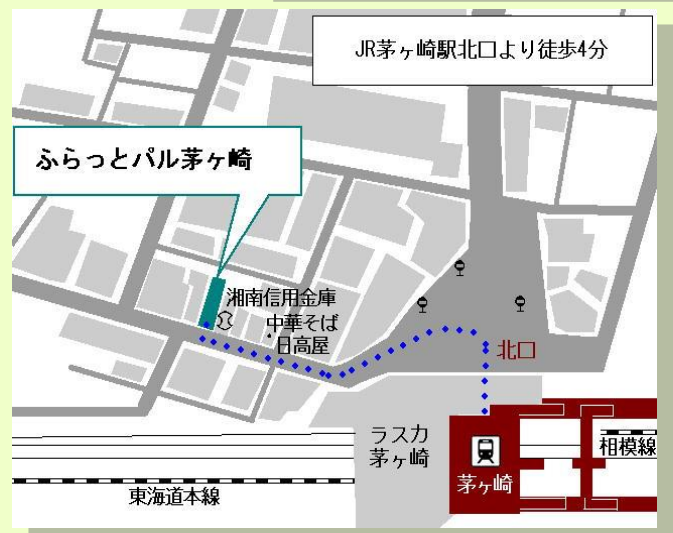 JR茅ヶ崎駅北口より徒歩4分
ふらっとパル茅ヶ崎
湘南信用金庫
中華そば
日高屋
北口
ラスカ
茅ヶ崎
茅ヶ崎
相模線
東海道本線